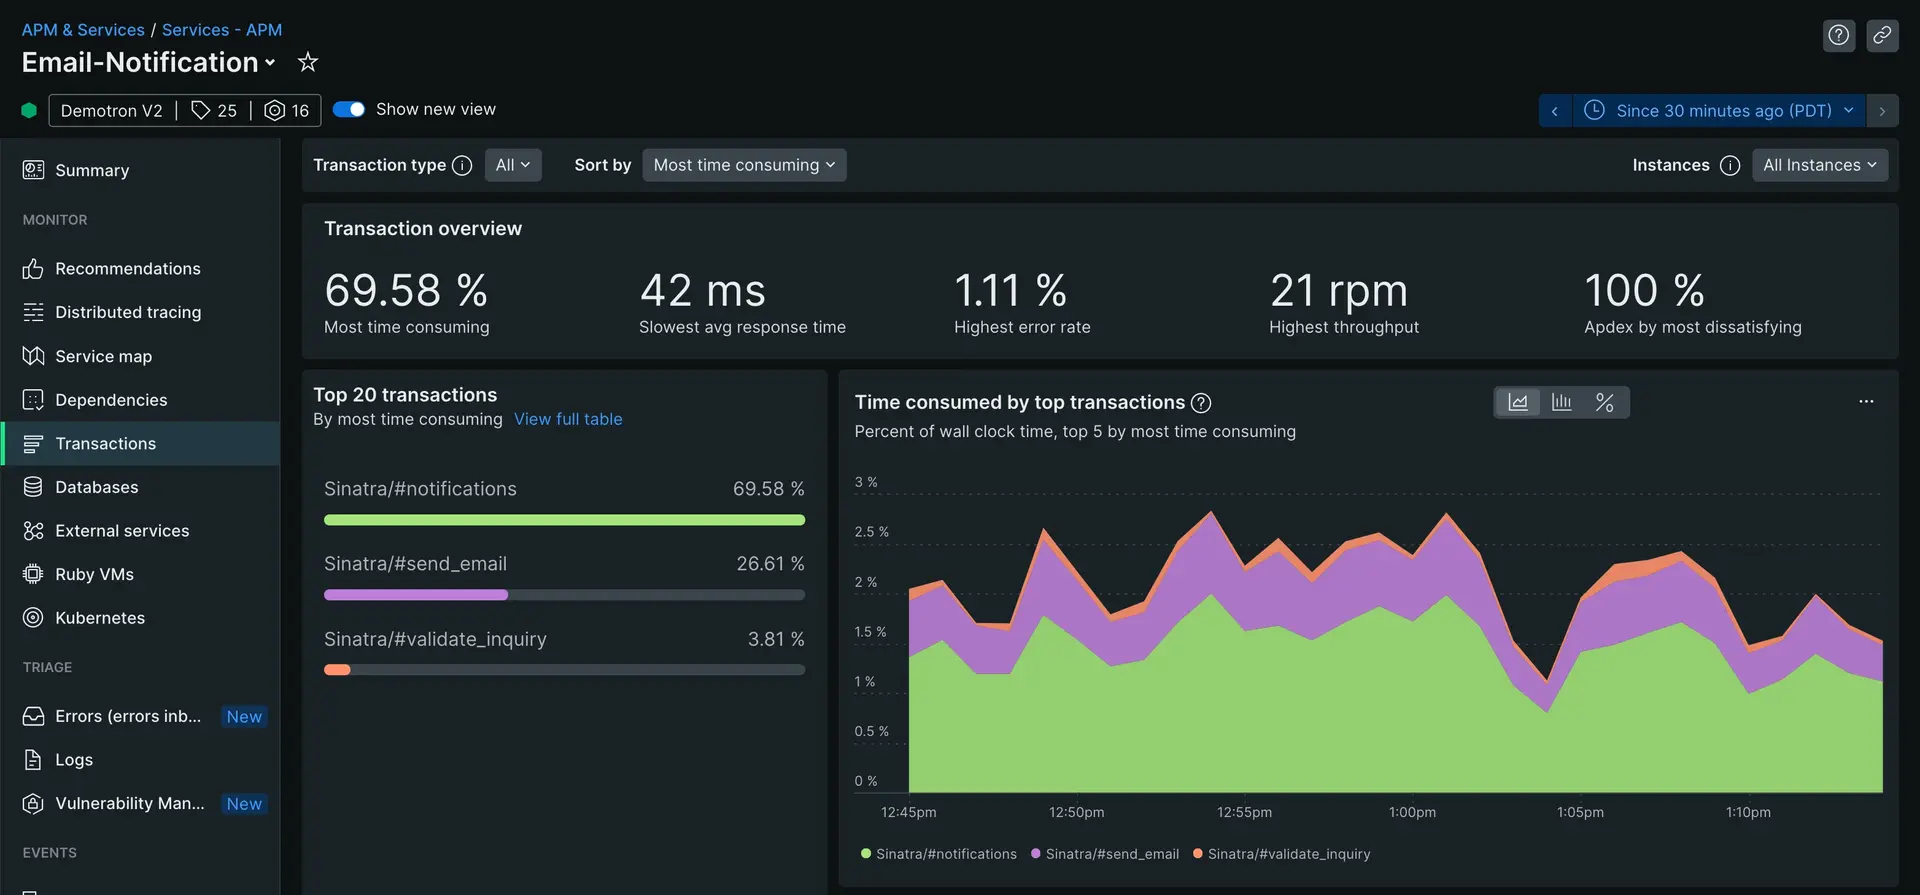 APM & Services / Services - APM
Email-Notification
Demotron V2 | 25 | 16
Show new view
Since 30 minutes ago (PDT)
Summary
MONITOR
Recommendations
Distributed tracing
Service map
Dependencies
Transactions
Databases
External services
Ruby VMs
Kubernetes
TRIAGE
Errors (errors inb... New
Logs
Vulnerability Man... New
EVENTS
Transaction type All Sort by Most time consuming Instances All Instances
Transaction overview
69.58 %
Most time consuming
42 ms
Slowest avg response time
1.11 %
Highest error rate
21 rpm
Highest throughput
100 %
Apdex by most dissatisfying
Top 20 transactions
By most time consuming View full table
Sinatra/#notifications 69.58 %
Sinatra/#send_email 26.61 %
Sinatra/#validate_inquiry 3.81 %
Time consumed by top transactions
Percent of wall clock time, top 5 by most time consuming
3 %
2.5 %
2 %
1.5 %
1 %
0.5 %
0 %
12:45pm 12:50pm 12:55pm 1:00pm 1:05pm 1:10pm
Sinatra/#notifications Sinatra/#send_email Sinatra/#validate_inquiry